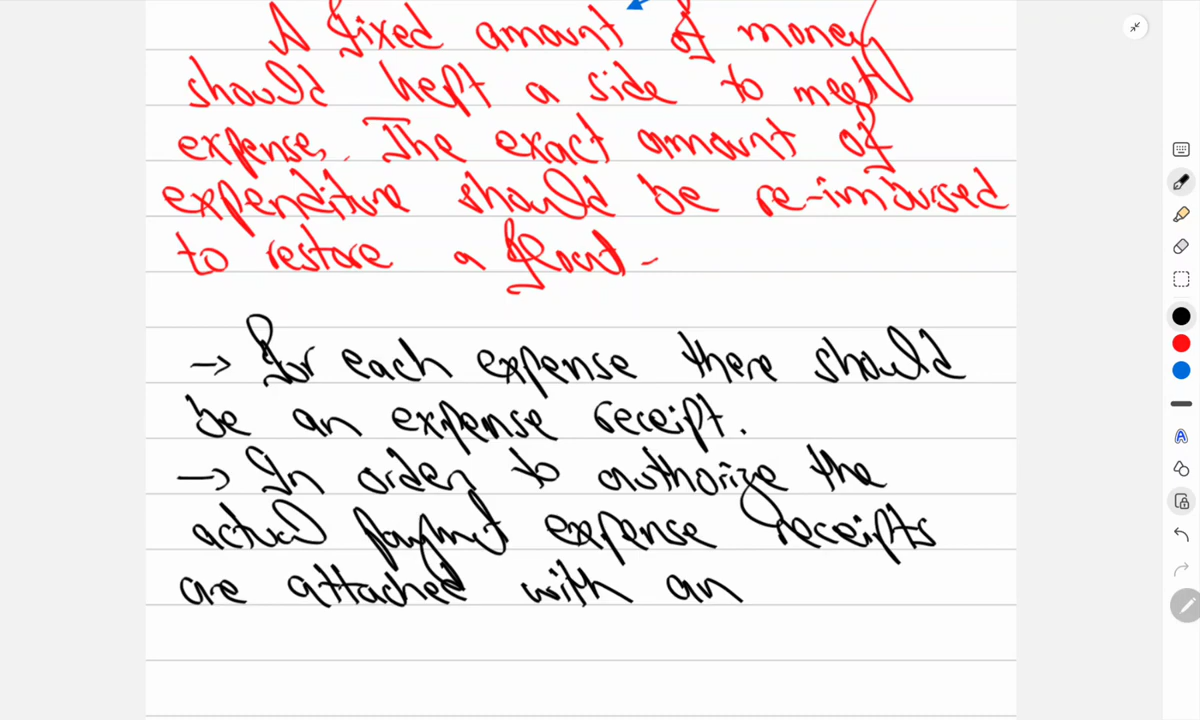 A fixed amount of money
should kept a side to meet
expense. The exact amount of
expenditure should be re-imbursed
to restore a float.
→ for each expense there should
be an expense receipt.
→ In order to authorize the
actual payment expense receipts
are attached with an